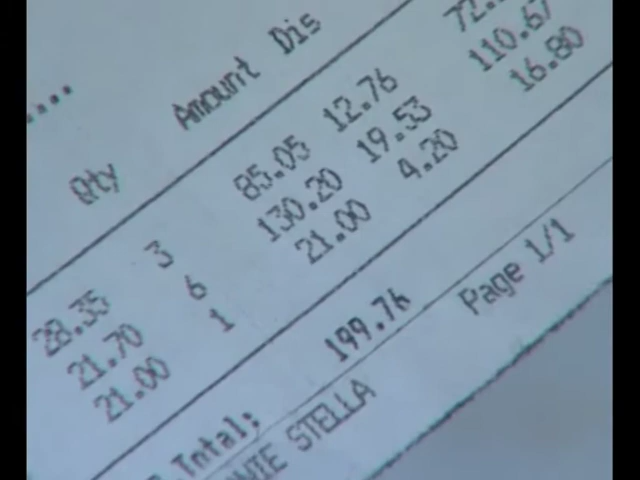 ....
Qty Amount Dis
28.35 3 85.05 12.76 72.
21.70 6 130.20 19.53 110.67
21.00 1 21.00 4.20 16.80
Total: 199.76
STELLA Page 1/1